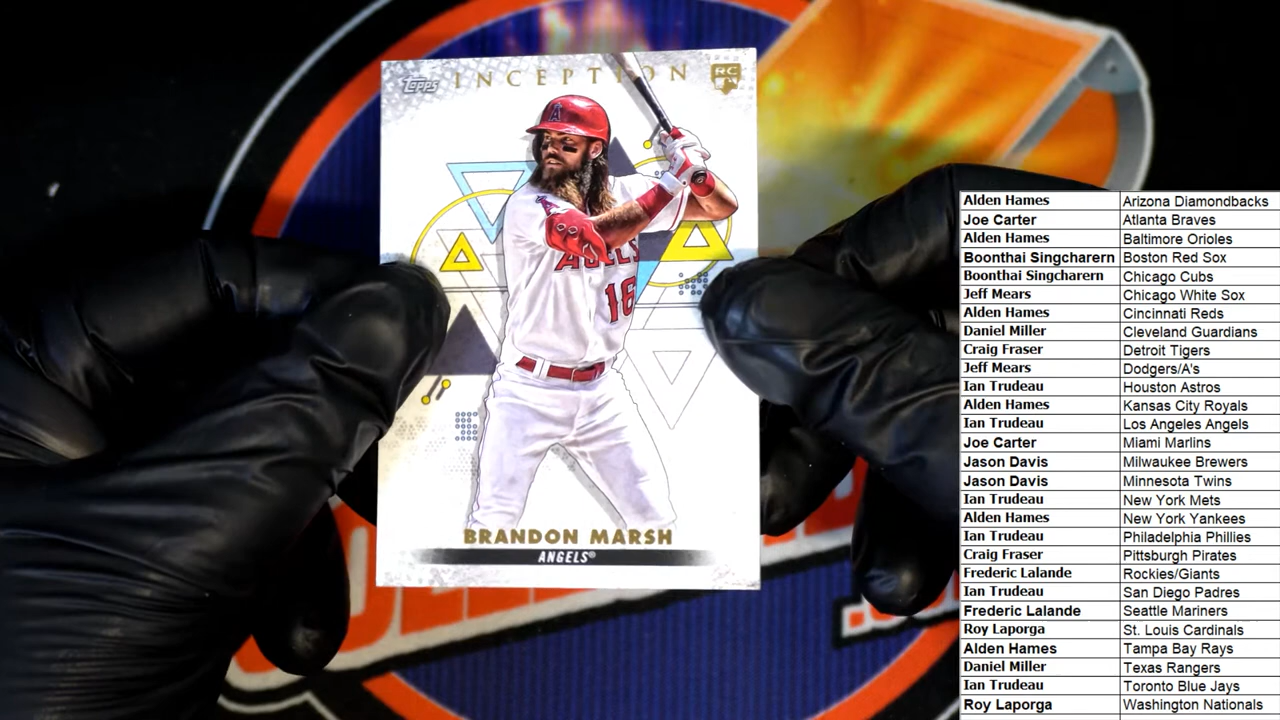 Topps INCEPTION RC
A
A
ANGELS
16
BRANDON MARSH
ANGELS®
Alden Hames Arizona Diamondbacks
Joe Carter Atlanta Braves
Alden Hames Baltimore Orioles
Boonthai Singcharern Boston Red Sox
Boonthai Singcharern Chicago Cubs
Jeff Mears Chicago White Sox
Alden Hames Cincinnati Reds
Daniel Miller Cleveland Guardians
Craig Fraser Detroit Tigers
Jeff Mears Dodgers/A's
Ian Trudeau Houston Astros
Alden Hames Kansas City Royals
Ian Trudeau Los Angeles Angels
Joe Carter Miami Marlins
Jason Davis Milwaukee Brewers
Jason Davis Minnesota Twins
Ian Trudeau New York Mets
Alden Hames New York Yankees
Ian Trudeau Philadelphia Phillies
Craig Fraser Pittsburgh Pirates
Frederic Lalande Rockies/Giants
Ian Trudeau San Diego Padres
Frederic Lalande Seattle Mariners
Roy Laporga St. Louis Cardinals
Alden Hames Tampa Bay Rays
Daniel Miller Texas Rangers
Ian Trudeau Toronto Blue Jays
Roy Laporga Washington Nationals